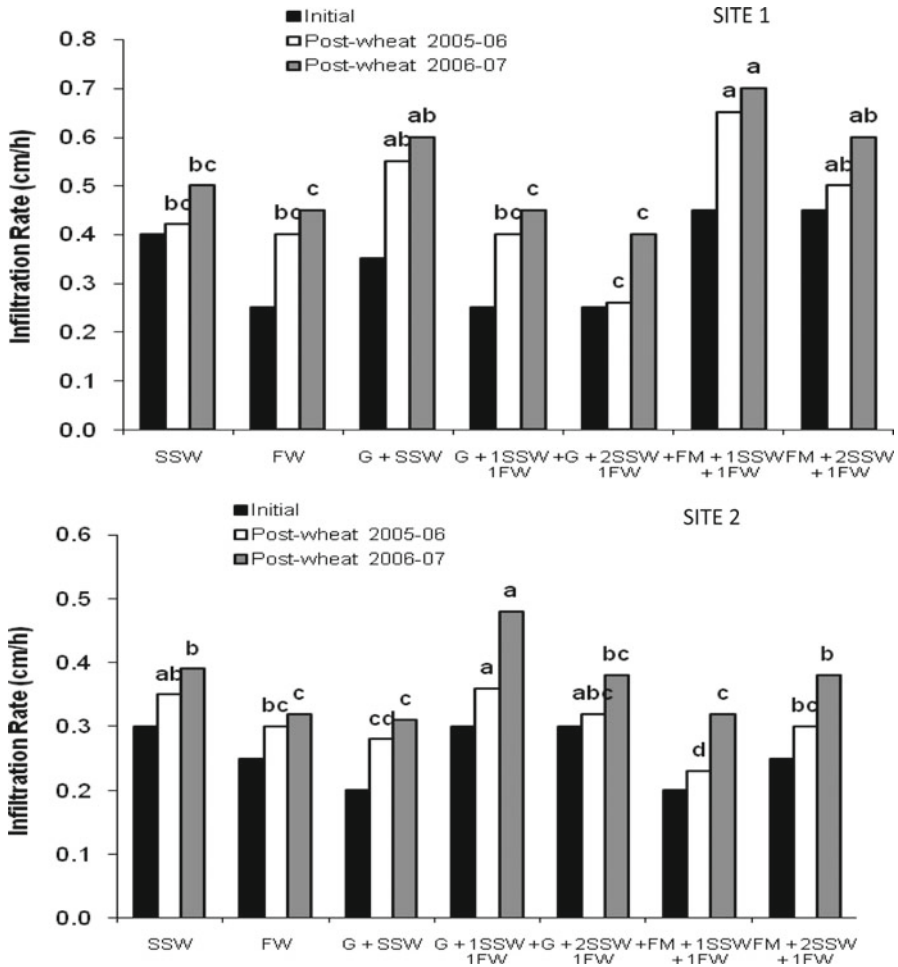 Initial
Post-wheat 2005-06
Post-wheat 2006-07
SITE 1
Infiltration Rate (cm/h)
0.8
0.7
0.6
0.5
0.4
0.3
0.2
0.1
0.0
bc bc
bc c
ab ab
bc c
c c
a a
ab ab
SSW FW G + SSW G + 1SSW +G + 2SSW +FM + 1SSW FM + 2SSW
1FW 1FW + 1FW + 1FW
Initial
Post-wheat 2005-06
Post-wheat 2006-07
SITE 2
Infiltration Rate (cm/h)
0.6
0.5
0.4
0.3
0.2
0.1
0.0
ab b
bc c
cd c
a a
abc bc
d c
bc b
SSW FW G + SSW G + 1SSW +G + 2SSW +FM + 1SSW FM + 2SSW
1FW 1FW + 1FW + 1FW